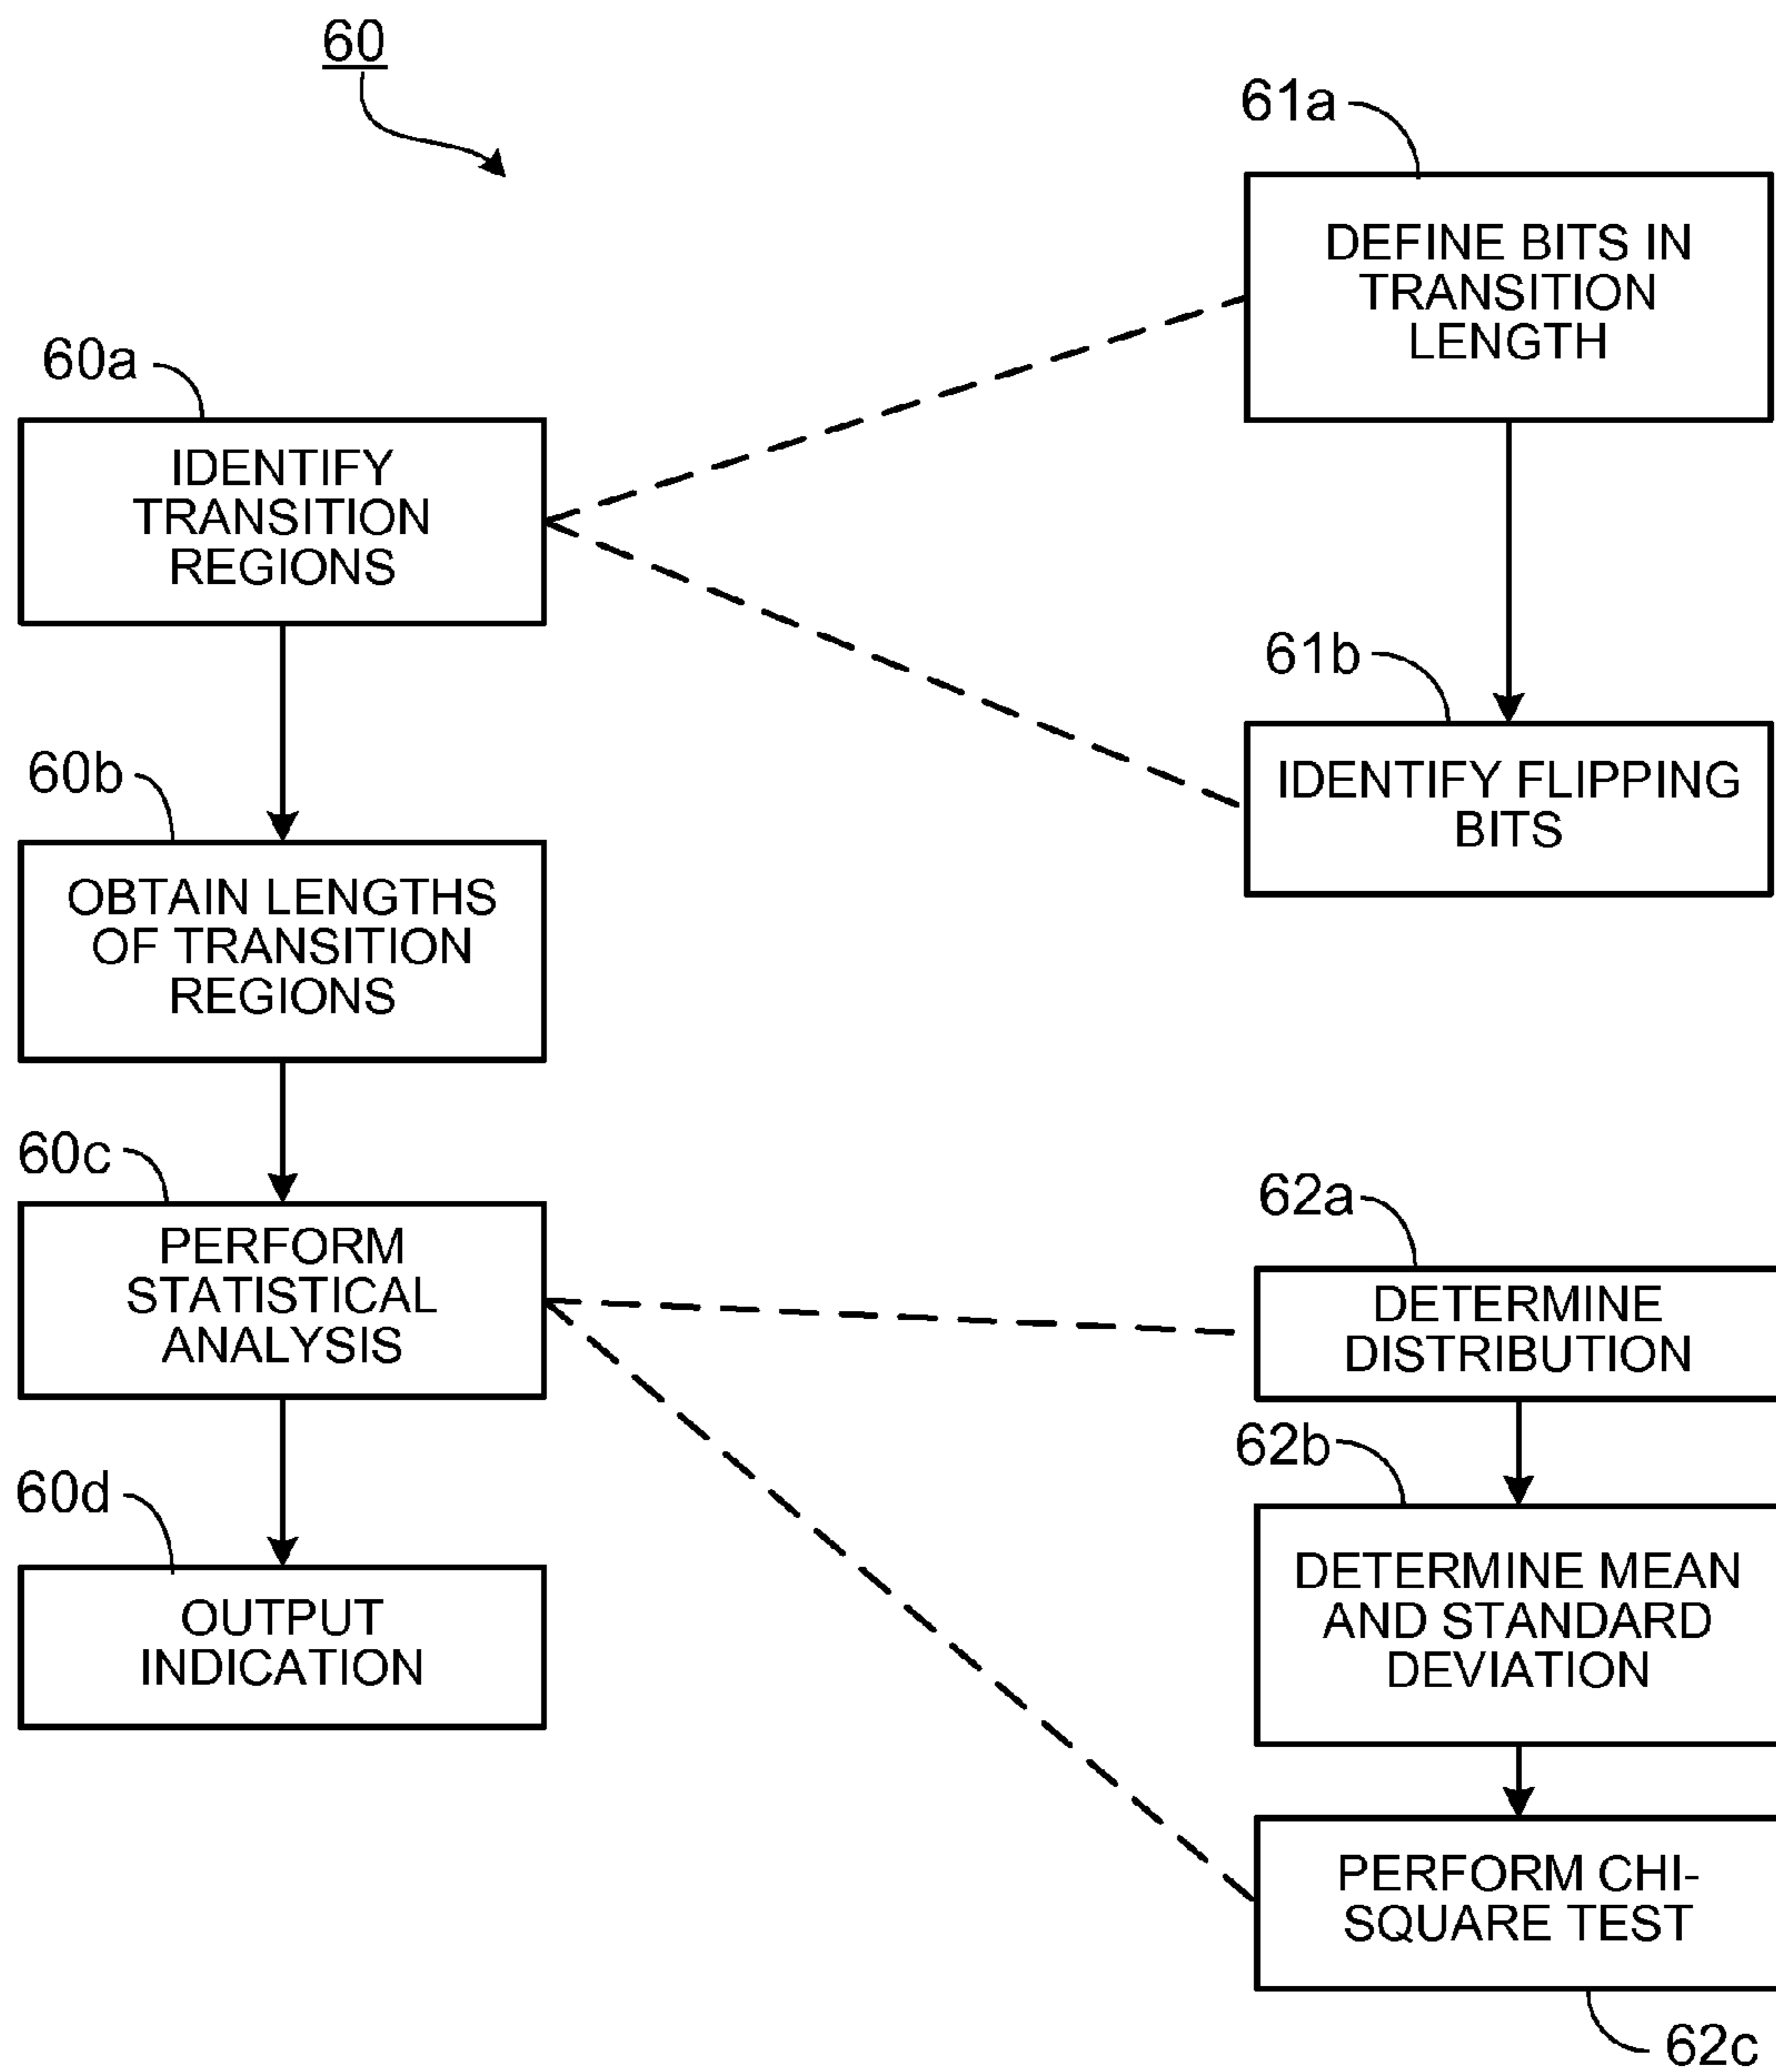 60
61a
DEFINE BITS IN
TRANSITION
LENGTH
60a
IDENTIFY
TRANSITION
REGIONS
61b
IDENTIFY FLIPPING
BITS
60b
OBTAIN LENGTHS
OF TRANSITION
REGIONS
60c
PERFORM
STATISTICAL
ANALYSIS
62a
DETERMINE
DISTRIBUTION
62b
DETERMINE MEAN
AND STANDARD
DEVIATION
60d
OUTPUT
INDICATION
PERFORM CHI-
SQUARE TEST
62c